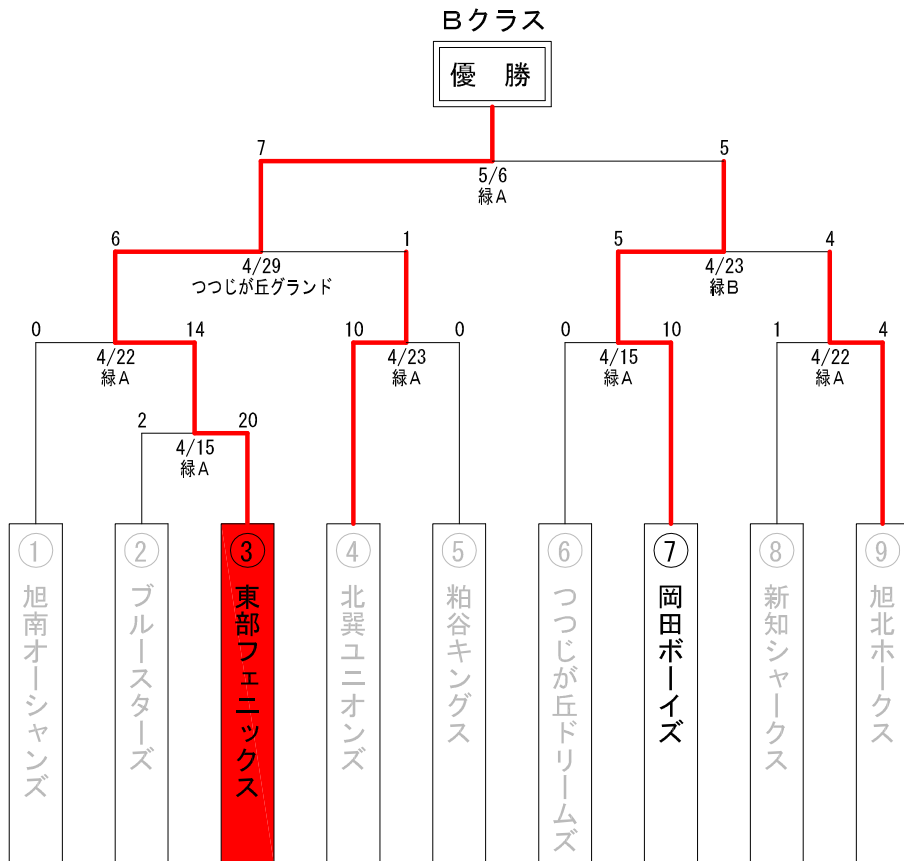 Bクラス
優 勝
7
5
5/6
緑A
6
1
5
4
4/29
つつじが丘グランド
4/23
緑B
0
14
10
0
0
10
1
4
4/22
緑A
4/23
緑A
4/15
緑A
4/22
緑A
2
20
4/15
緑A
① 旭南オーシャンズ
② ブルースターズ
③ 東部フェニックス
④ 北巽ユニオンズ
⑤ 粕谷キングス
⑥ つつじが丘ドリームズ
⑦ 岡田ボーイズ
⑧ 新知シャークス
⑨ 旭北ホークス